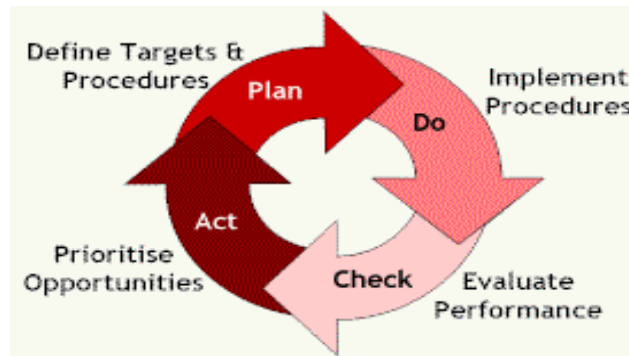 Define Targets &
Procedures
Plan
Do
Implement
Procedures
Check
Evaluate
Performance
Act
Prioritise
Opportunities